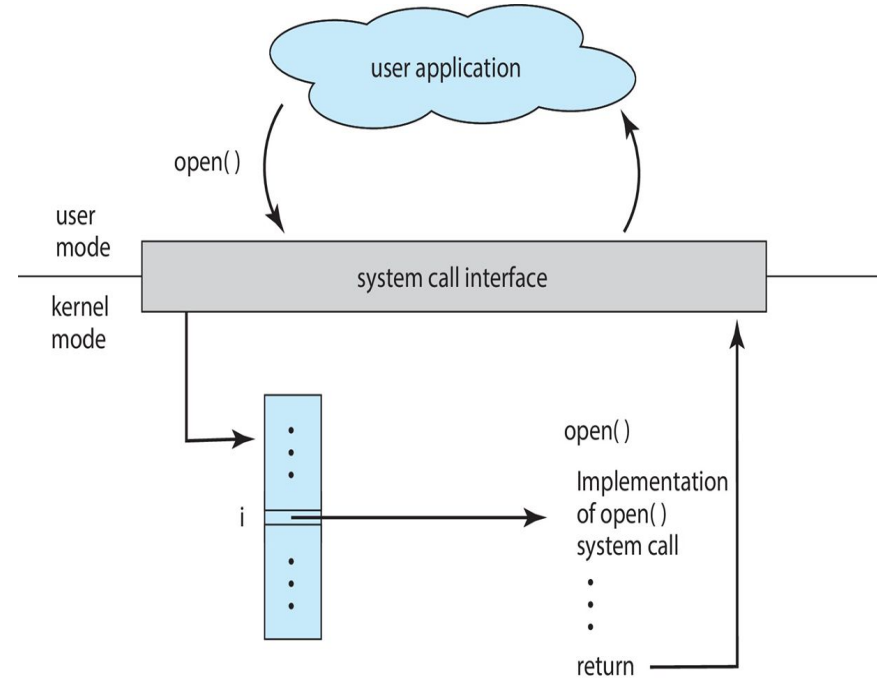 user application
open( )
user
mode
system call interface
kernel
mode
open( )
i
Implementation
of open( )
system call
return